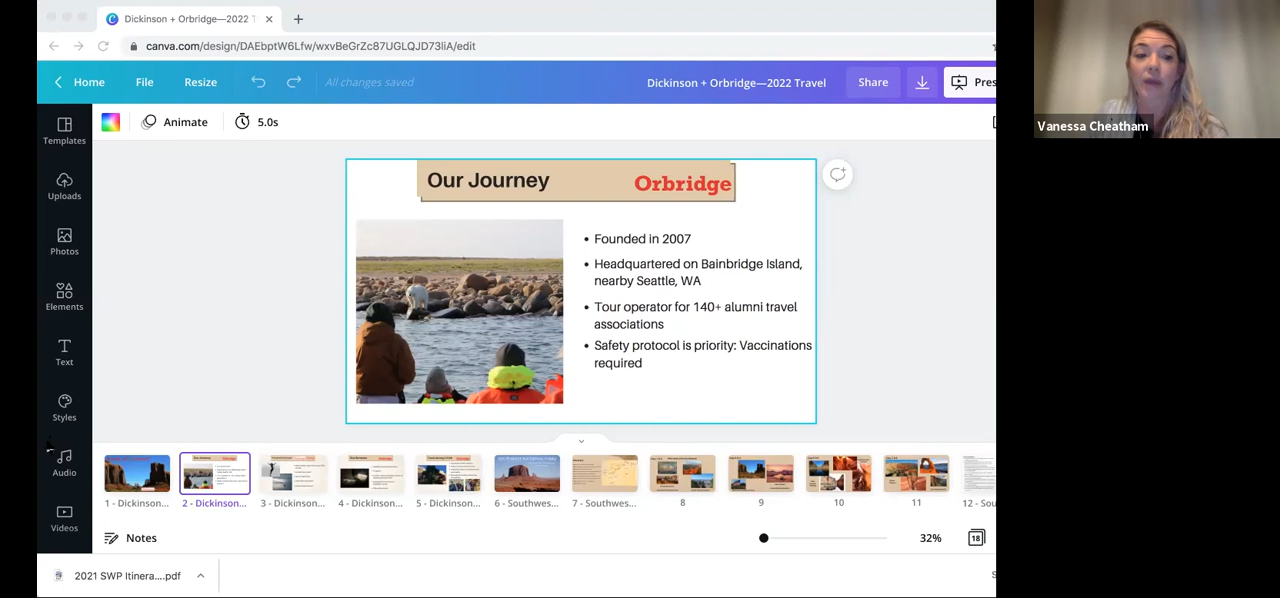 Dickinson + Orbridge—2022 T
canva.com/design/DAEbptW6Lfw/wxvBeGrZc87UGLQJD73liA/edit
Home
File
Resize
All changes saved
Dickinson + Orbridge—2022 Travel
Share
Pres
Vanessa Cheatham
Animate
5.0s
Templates
Uploads
Photos
Elements
Text
Styles
Audio
Videos
Our Journey
Orbridge
• Founded in 2007
• Headquartered on Bainbridge Island,
nearby Seattle, WA
• Tour operator for 140+ alumni travel
associations
• Safety protocol is priority: Vaccinations
required
1 - Dickinson...
2 - Dickinson...
3 - Dickinson...
4 - Dickinson...
5 - Dickinson...
6 - Southwes...
7 - Southwes...
8
9
10
11
12 - Sou
Notes
32%
18
2021 SWP Itinera....pdf
S